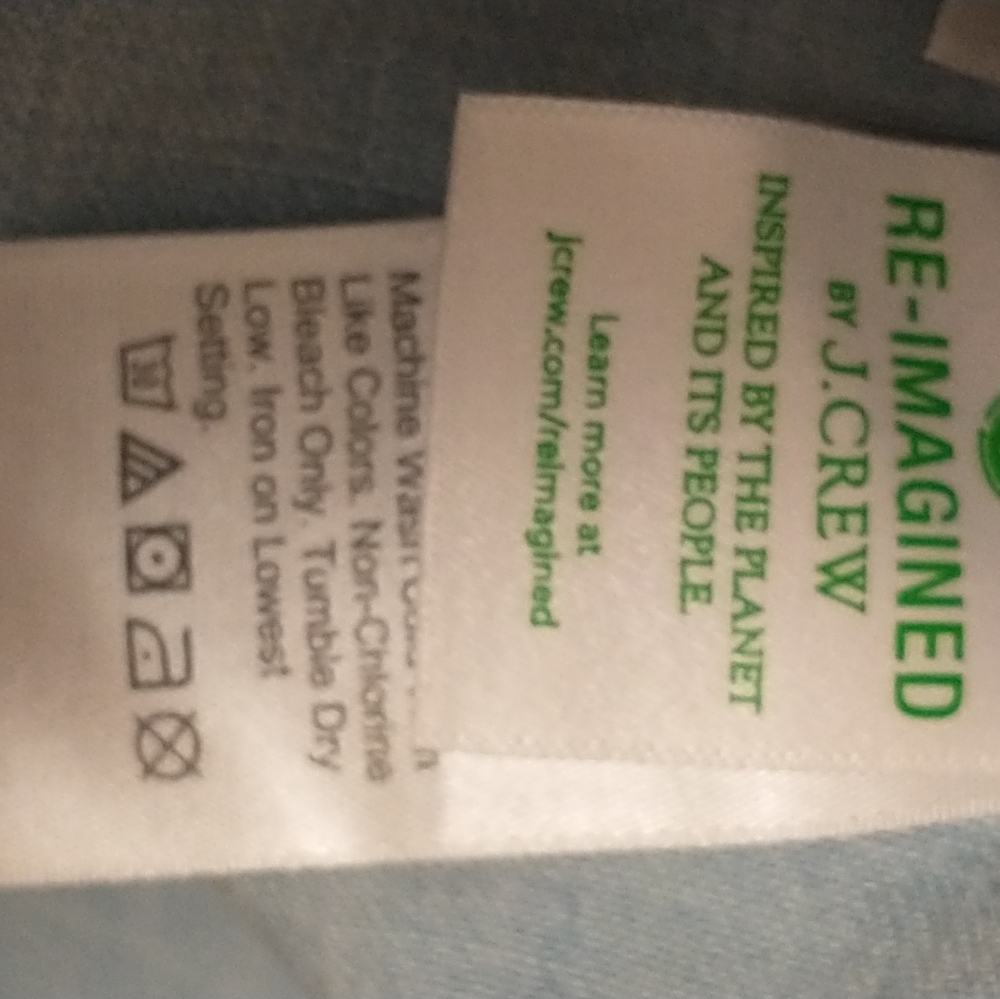 RE-IMAGINED
BY J.CREW
INSPIRED BY THE PLANET
AND ITS PEOPLE.
Learn more at
jcrew.com/reimagined
Machine Wash
Like Colors. Non-Chlorine
Bleach Only. Tumble Dry
Low. Iron on Lowest
Setting.